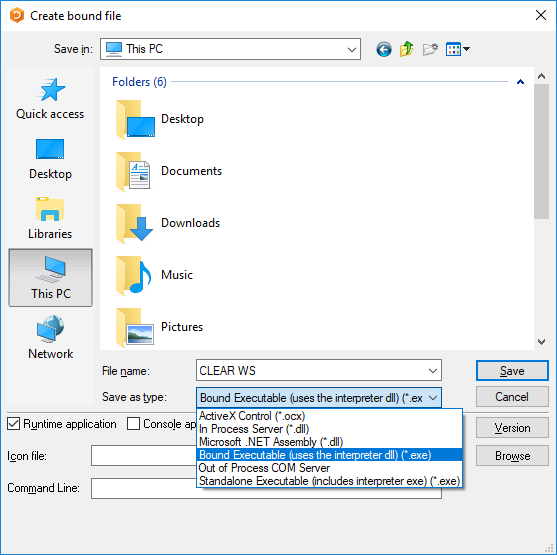 Create bound file
Save in: This PC
Quick access
Desktop
Libraries
This PC
Network
Folders (6)
Desktop
Documents
Downloads
Music
Pictures
File name: CLEAR WS
Save as type: Bound Executable (uses the interpreter dll) (*.ex
ActiveX Control (*.ocx)
In Process Server (*.dll)
Microsoft .NET Assembly (*.dll)
Bound Executable (uses the interpreter dll) (*.exe)
Out of Process COM Server
Standalone Executable (includes interpreter exe) (*.exe)
Save
Cancel
Runtime application Console ap
Version
Icon file:
Browse
Command Line: